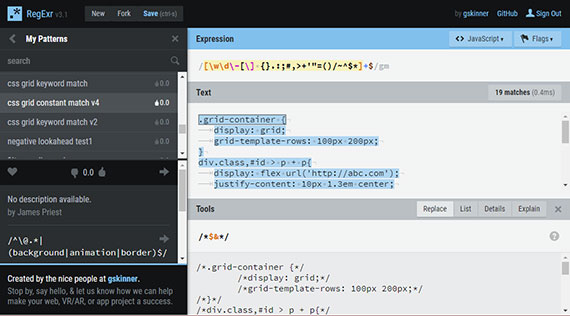 RegExr v3.1
New Fork Save (ctrl-s)
by gskinner GitHub Sign Out
My Patterns
search
css grid keyword match 0.0
css grid constant match v4 0.0
css grid keyword match v2 0.0
negative lookahead test1 0.0
0.0
No description available.
by James Priest
/^\@.*|
(background|animation|border)$/
Created by the nice people at gskinner.
Stop by, say hello, & let us know how we can help
make your web, VR/AR, or app project a success.
Expression
JavaScript Flags
/[\w\d\-[\] {}.:;#,>+'"=()/~^$*]+$/gm
Text
19 matches (0.4ms)
.grid-container {
display: grid;
grid-template-rows: 100px 200px;
}
div.class,#id > p + p{
display: flex url('http://abc.com');
justify-content: 10px 1.3em center;
Tools
Replace List Details Explain
/*$&*/
/*.grid-container {*/
/*display: grid;*/
/*grid-template-rows: 100px 200px;*/
/*}*/
/*div.class,#id > p + p{*/